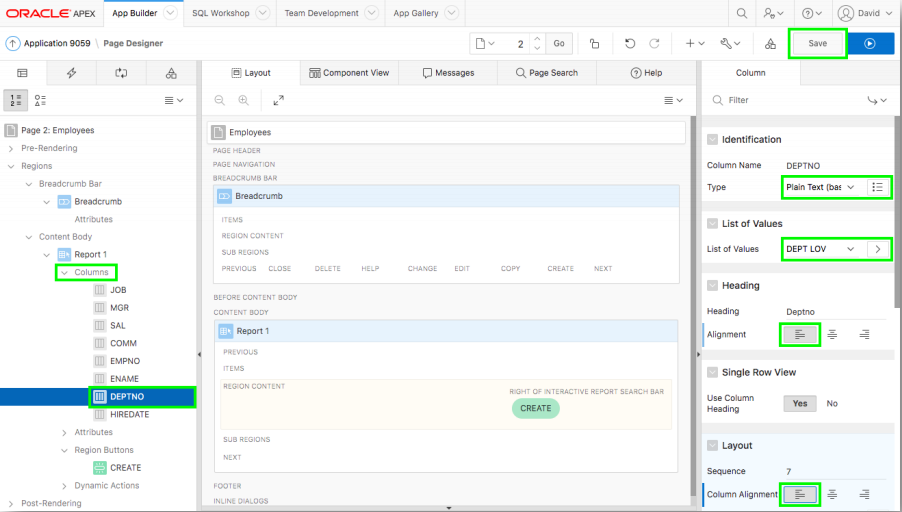 ORACLE APEX App Builder SQL Workshop Team Development App Gallery David
Application 9059 \ Page Designer 2 Go Save
Layout Component View Messages Page Search Help Column
Filter
Page 2: Employees
Pre-Rendering
Regions
Breadcrumb Bar
Breadcrumb
Attributes
Content Body
Report 1
Columns
JOB
MGR
SAL
COMM
EMPNO
ENAME
DEPTNO
HIREDATE
Attributes
Region Buttons
CREATE
Dynamic Actions
Post-Rendering
Employees
PAGE HEADER
PAGE NAVIGATION
BREADCRUMB BAR
Breadcrumb
ITEMS
REGION CONTENT
SUB REGIONS
PREVIOUS CLOSE DELETE HELP CHANGE EDIT COPY CREATE NEXT
BEFORE CONTENT BODY
CONTENT BODY
Report 1
PREVIOUS
ITEMS
REGION CONTENT
RIGHT OF INTERACTIVE REPORT SEARCH BAR
CREATE
SUB REGIONS
NEXT
FOOTER
INLINE DIALOGS
Identification
Column Name DEPTNO
Type Plain Text (bas
List of Values
List of Values DEPT LOV
Heading
Heading Deptno
Alignment
Single Row View
Use Column
Heading
Yes No
Layout
Sequence 7
Column Alignment